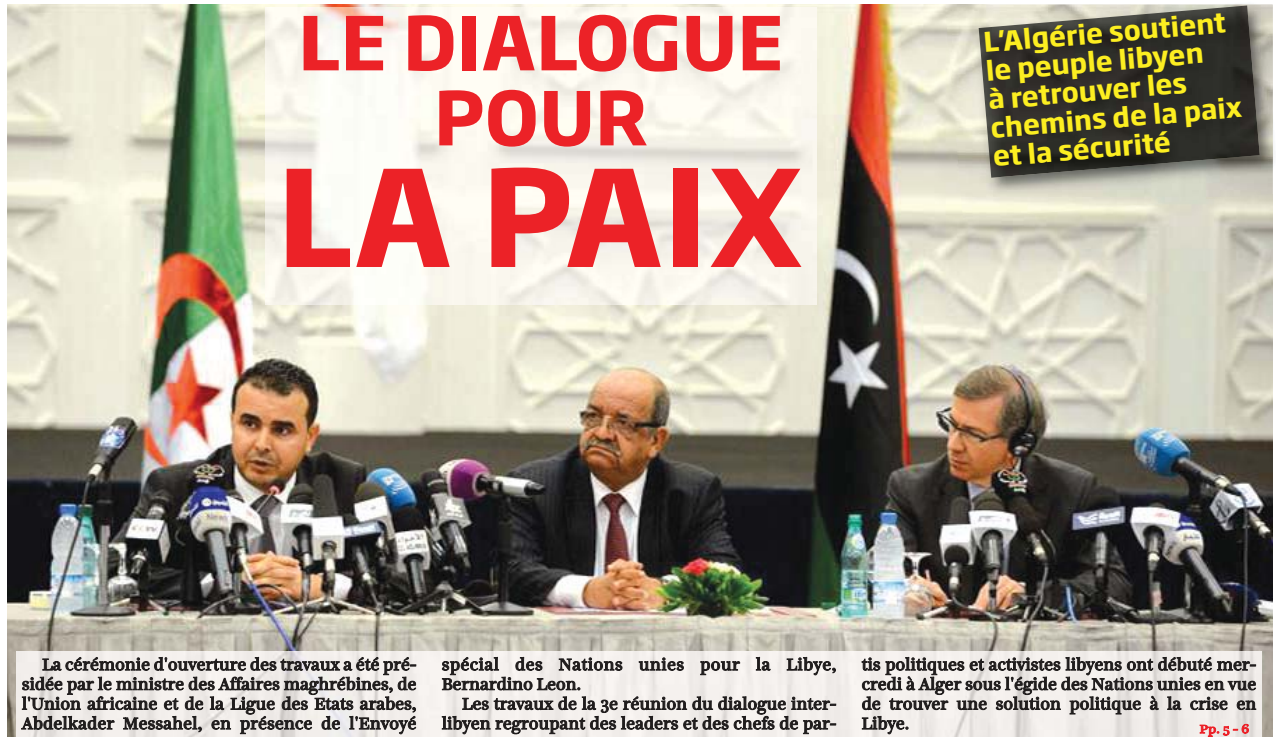 LE DIALOGUE
POUR
LA PAIX
L'Algérie soutient
le peuple libyen
à retrouver les
chemins de la paix
et la sécurité
La cérémonie d'ouverture des travaux a été pré-
sidée par le ministre des Affaires maghrébines, de
l'Union africaine et de la Ligue des Etats arabes,
Abdelkader Messahel, en présence de l'Envoyé
spécial des Nations unies pour la Libye,
Bernardino Leon.
Les travaux de la 3e réunion du dialogue inter-
libyen regroupant des leaders et des chefs de par-
tis politiques et activistes libyens ont débuté mer-
credi à Alger sous l'égide des Nations unies en vue
de trouver une solution politique à la crise en
Libye.
Pp. 5 - 6